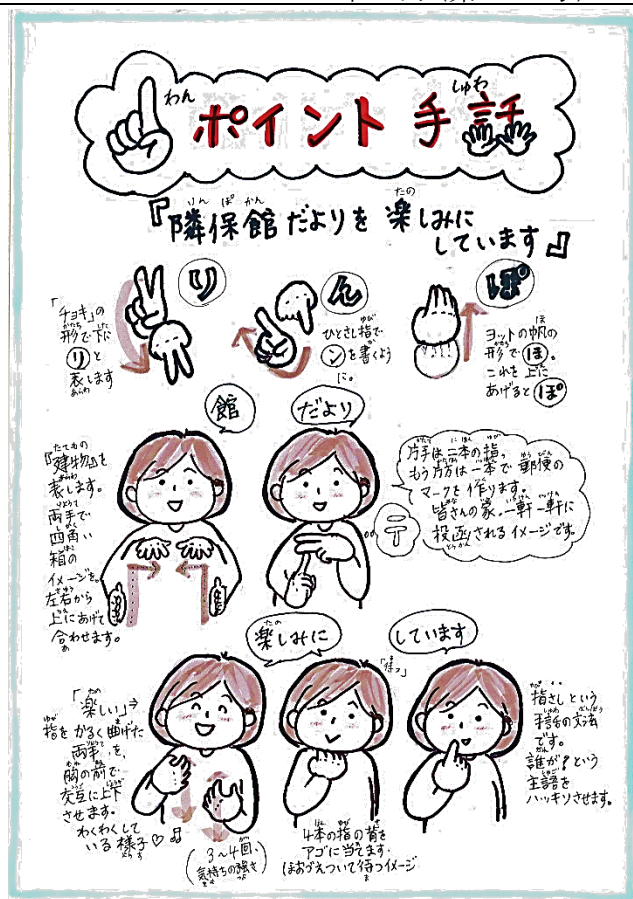 わん ポイント 手話
『隣保館だよりを 楽しみに
しています』
り
ん
ぽ
「チョキ」の
形で下に
りと
表します
ひとさし指で
ンを書くよう
に。
ヨットの帆の
形でほ。
これを上に
あげるとぽ
館
だより
『建物』を
表します。
両手で
四角い
箱の
イメージを。
左右から
上にあげて
合わせます。
片手は二本の指、
もう片方は一本で 郵便の
マークを作ります。
皆さんの家、一軒一軒に
投函されるイメージです。
〒
楽しみに
しています
「楽しい」⇒
指をかるく曲げた
両手を、
胸の前で
交互に上下
させます。
わくわくして
いる様子♡♫
(3～4回、
気持ちの強さ)
「待つ」
4本の指の背を
アゴに当てます。
ほおづえついて待つイメージ
指さしという
手話の文法
です。
誰が?という
主語を
ハッキリさせます。